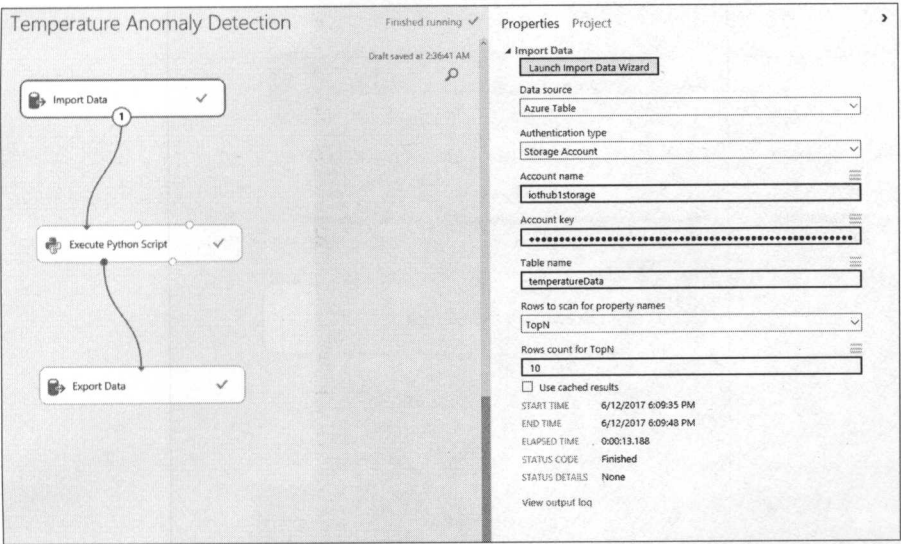 Temperature Anomaly Detection
Finished running ✓
Draft saved at 2:36:41 AM
Import Data
1
Execute Python Script
Export Data
Properties Project
Import Data
Launch Import Data Wizard
Data source
Azure Table
Authentication type
Storage Account
Account name
iothub1storage
Account key
Table name
temperatureData
Rows to scan for property names
TopN
Rows count for TopN
10
Use cached results
START TIME 6/12/2017 6:09:35 PM
END TIME 6/12/2017 6:09:48 PM
ELAPSED TIME 0:00:13.188
STATUS CODE Finished
STATUS DETAILS None
View output log